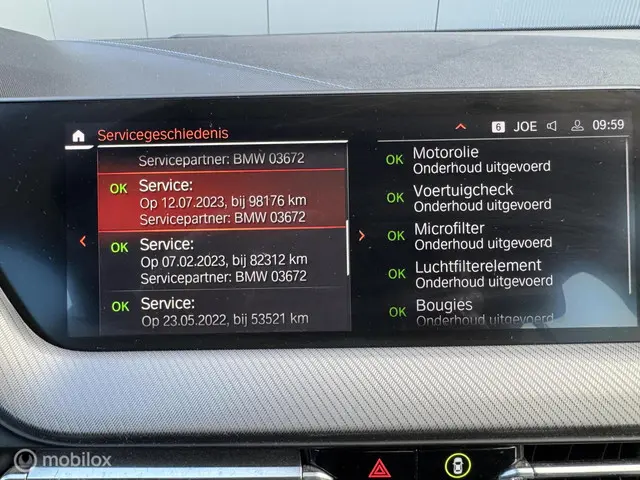 Servicegeschiedenis
6 JOE 09:59
Servicepartner: BMW 03672
OK Service:
Op 12.07.2023, bij 98176 km
Servicepartner: BMW 03672
OK Service:
Op 07.02.2023, bij 82312 km
Servicepartner: BMW 03672
OK Service:
Op 23.05.2022, bij 53521 km
OK Motorolie
Onderhoud uitgevoerd
OK Voertuigcheck
Onderhoud uitgevoerd
OK Microfilter
Onderhoud uitgevoerd
OK Luchtfilterelement
Onderhoud uitgevoerd
OK Bougies
Onderhoud uitgevoerd
mobilox